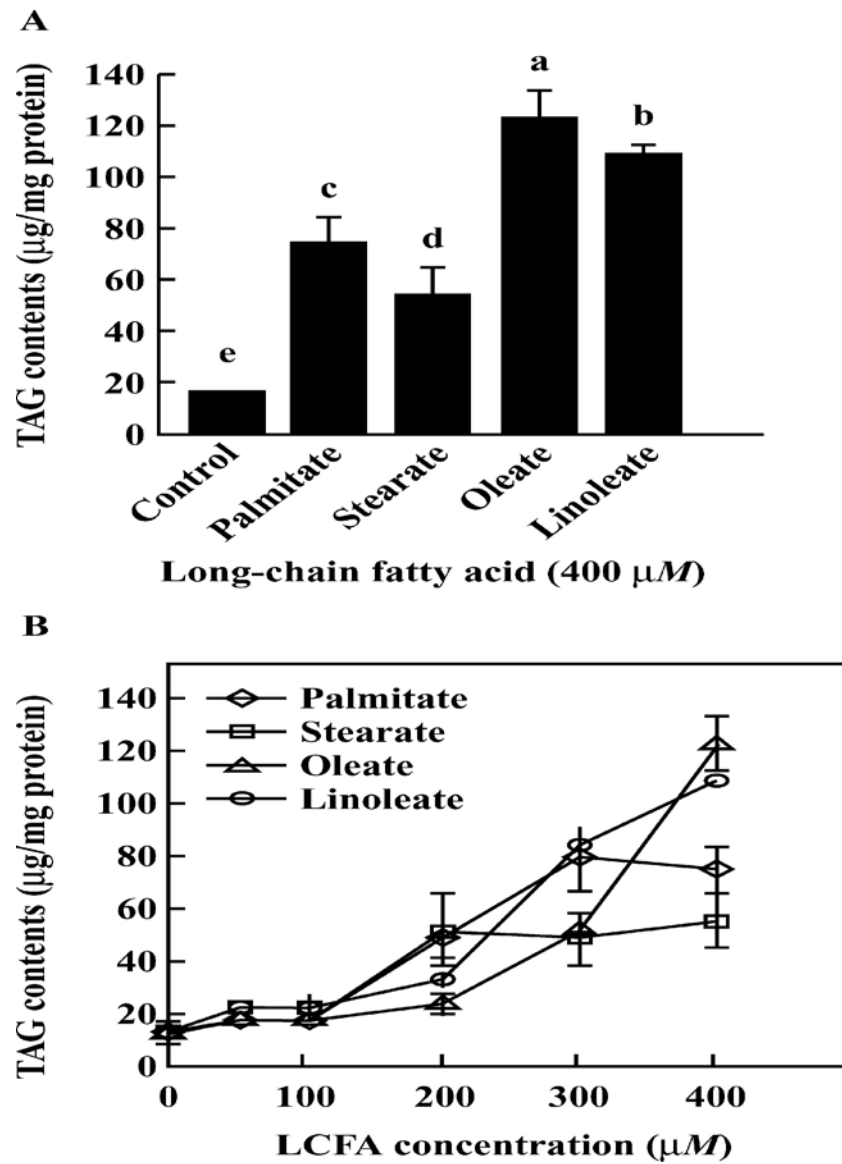 A
TAG contents (µg/mg protein)
140
120
100
80
60
40
20
0
e
c
d
a
b
Control
Palmitate
Stearate
Oleate
Linoleate
Long-chain fatty acid (400 µM)
B
TAG contents (µg/mg protein)
140
120
100
80
60
40
20
0
Palmitate
Stearate
Oleate
Linoleate
0 100 200 300 400
LCFA concentration (µM)